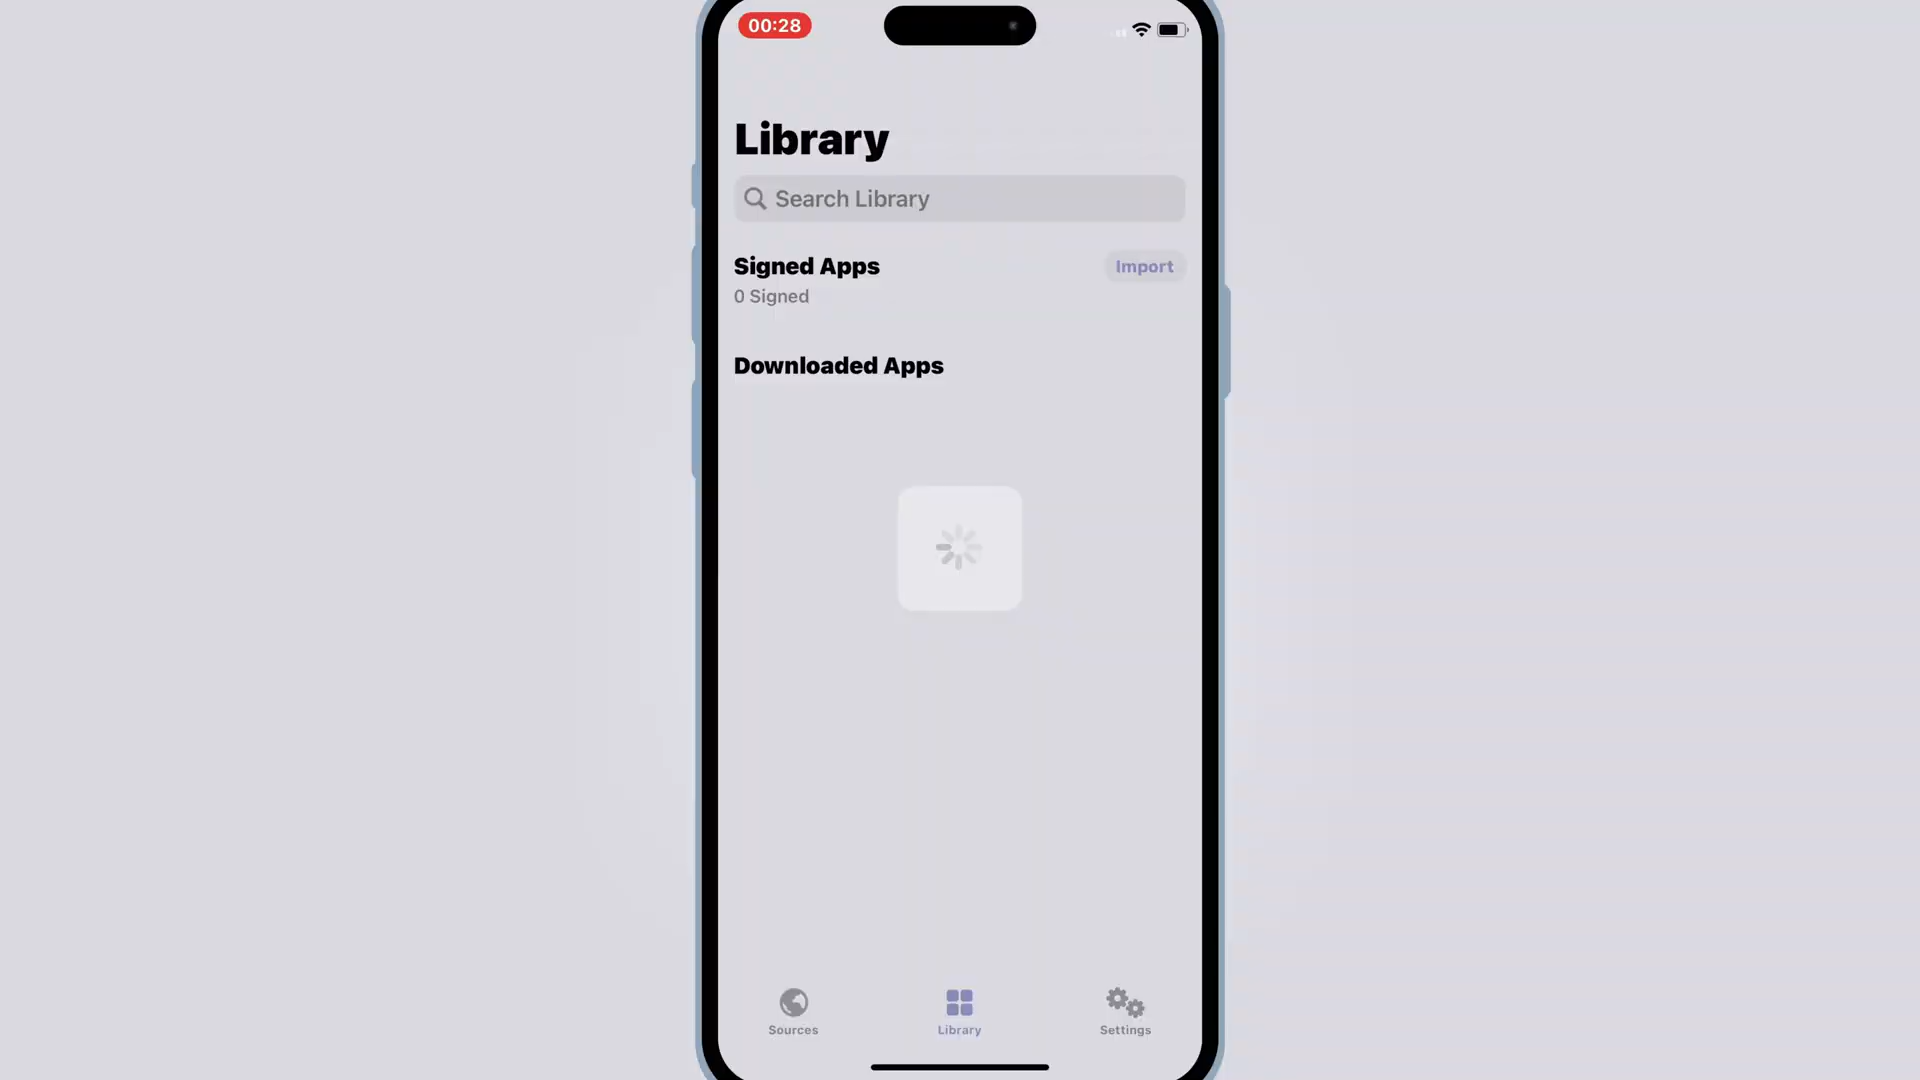 00:28
Library
Search Library
Signed Apps
Import
0 Signed
Downloaded Apps
Sources
Library
Settings